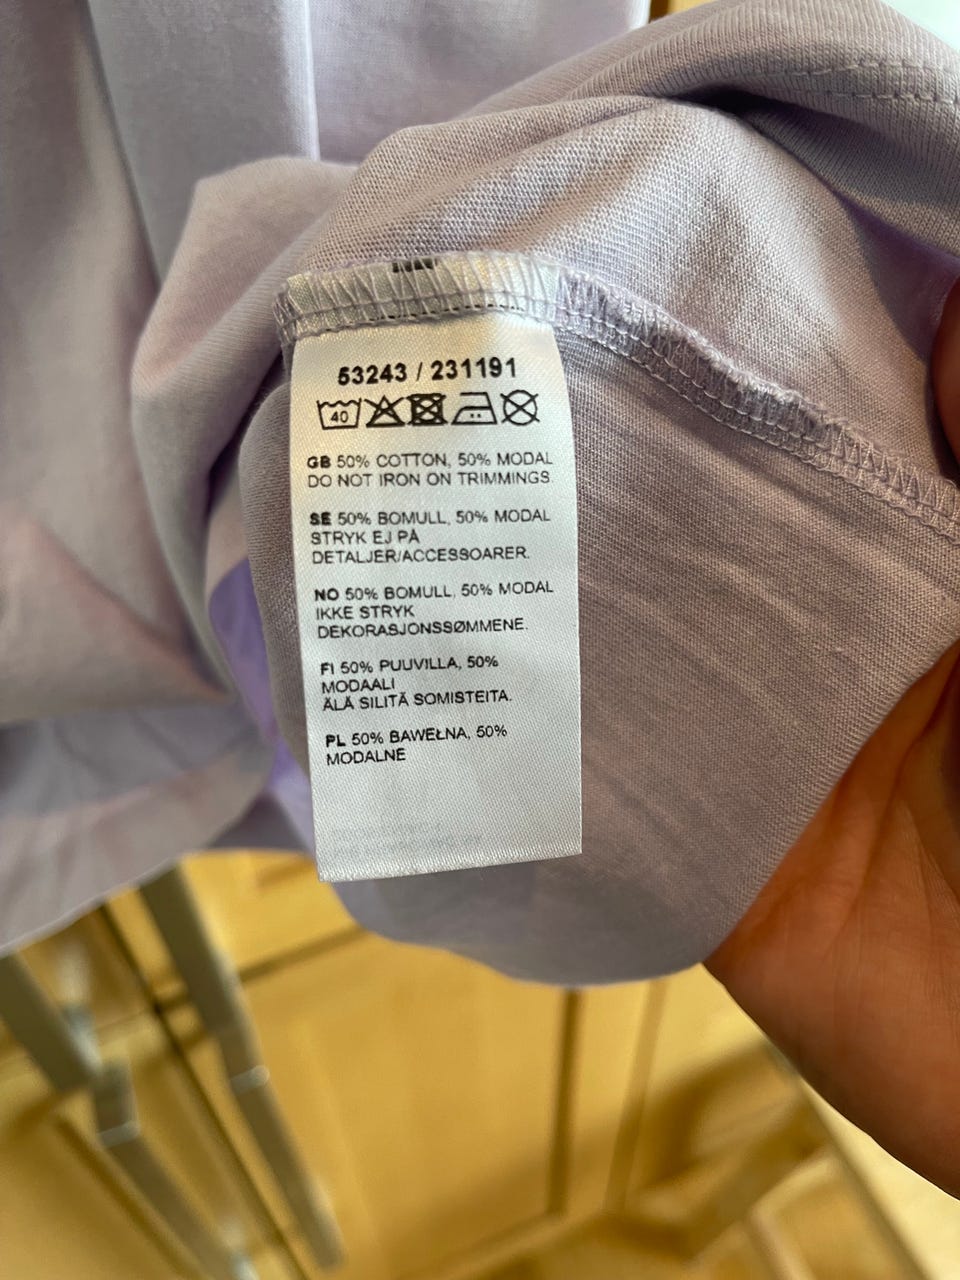 53243 / 231191
40
GB 50% COTTON, 50% MODAL
DO NOT IRON ON TRIMMINGS
SE 50% BOMULL, 50% MODAL
STRYK EJ PÅ
DETALJER/ACCESSOARER.
NO 50% BOMULL, 50% MODAL
IKKE STRYK
DEKORASJONSSØMMENE.
FI 50% PUUVILLA, 50%
MODAALI
ÄLÄ SILITÄ SOMISTEITA.
PL 50% BAWEŁNA, 50%
MODALNE